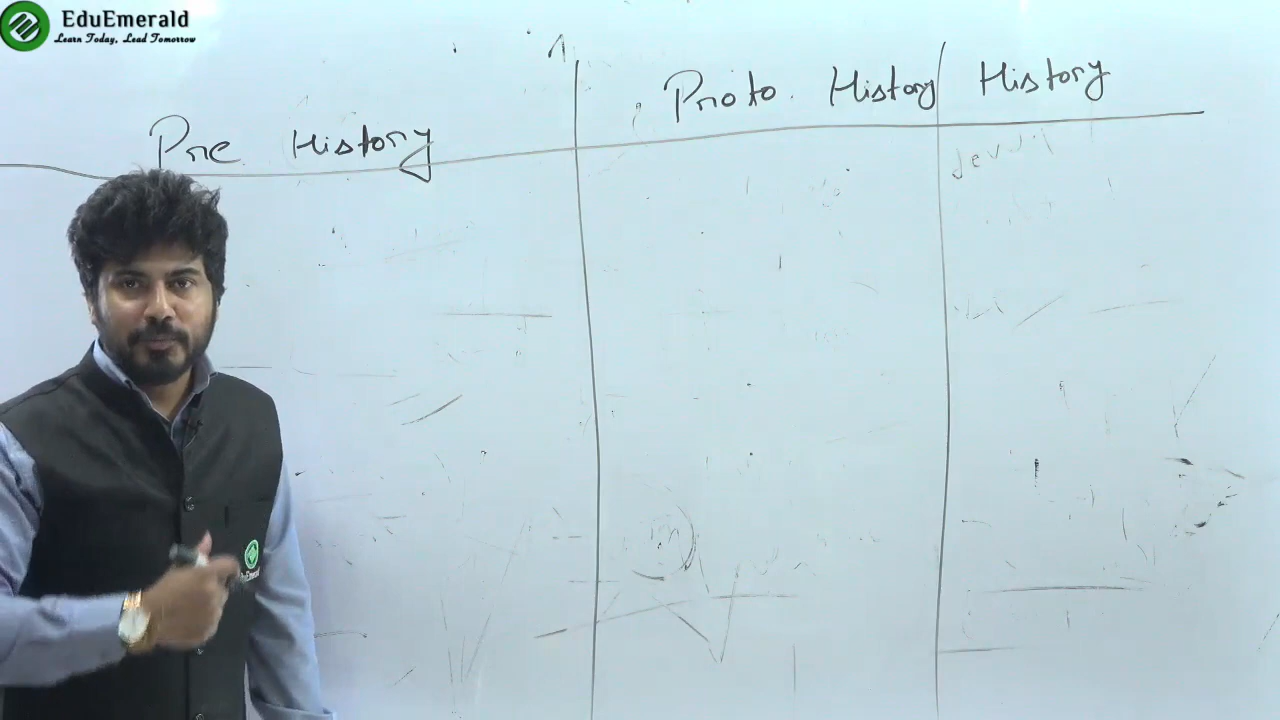 EduEmerald
Learn Today, Lead Tomorrow
Pre History
Proto. History
History